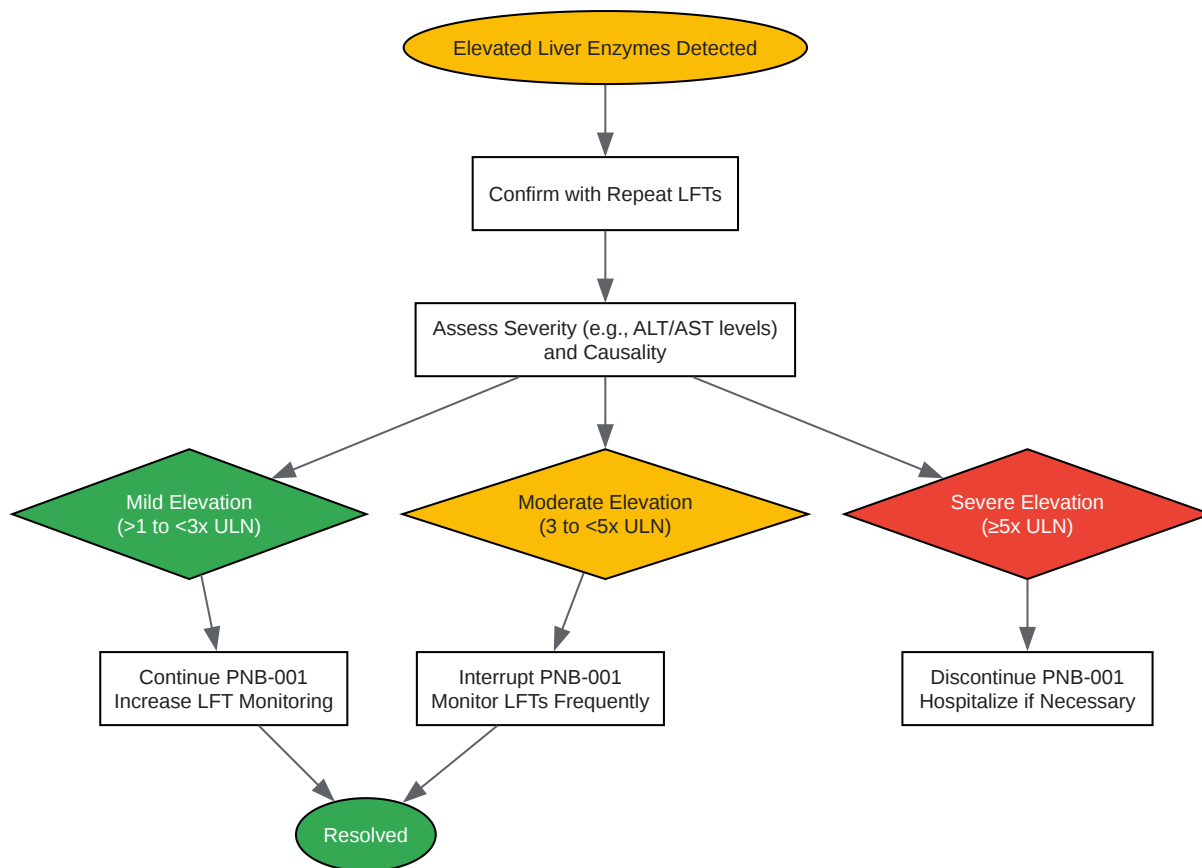 Elevated Liver Enzymes Detected
Confirm with Repeat LFTs
Assess Severity (e.g., ALT/AST levels)
and Causality
Mild Elevation
(>1 to <3x ULN)
Moderate Elevation
(3 to <5x ULN)
Severe Elevation
(≥5x ULN)
Continue PNB-001
Increase LFT Monitoring
Interrupt PNB-001
Monitor LFTs Frequently
Discontinue PNB-001
Hospitalize if Necessary
Resolved